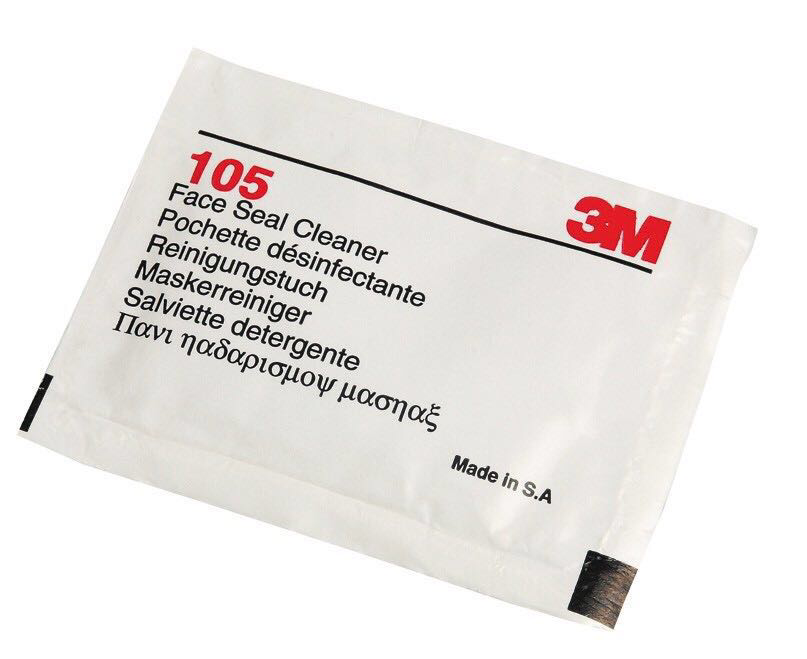 105
3M
Face Seal Cleaner
Pochette désinfectante
Reinigungstuch
Maskerreiniger
Salviette detergente
Πανι ηαδαρισμοψ μασηαξ
Made in S.A